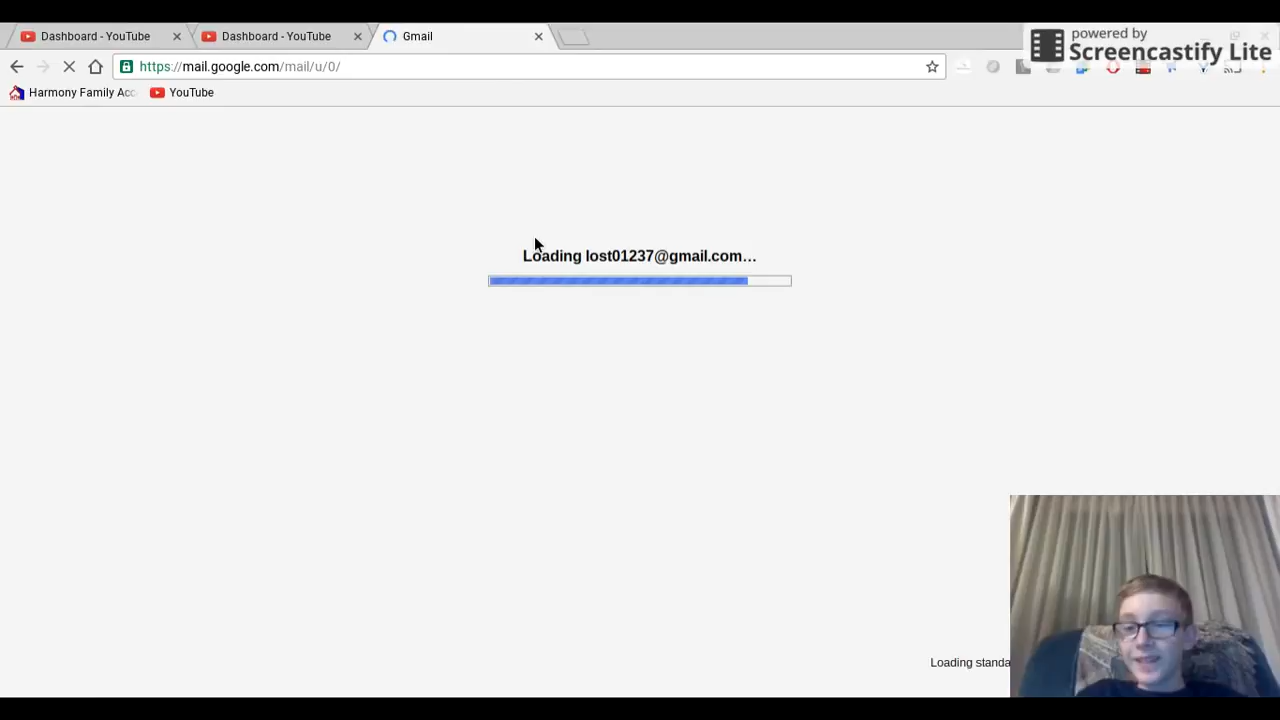 Dashboard - YouTube
Dashboard - YouTube
Gmail
powered by
Screencastify Lite
https://mail.google.com/mail/u/0/
Harmony Family Acc
YouTube
Loading lost01237@gmail.com…
Loading standa